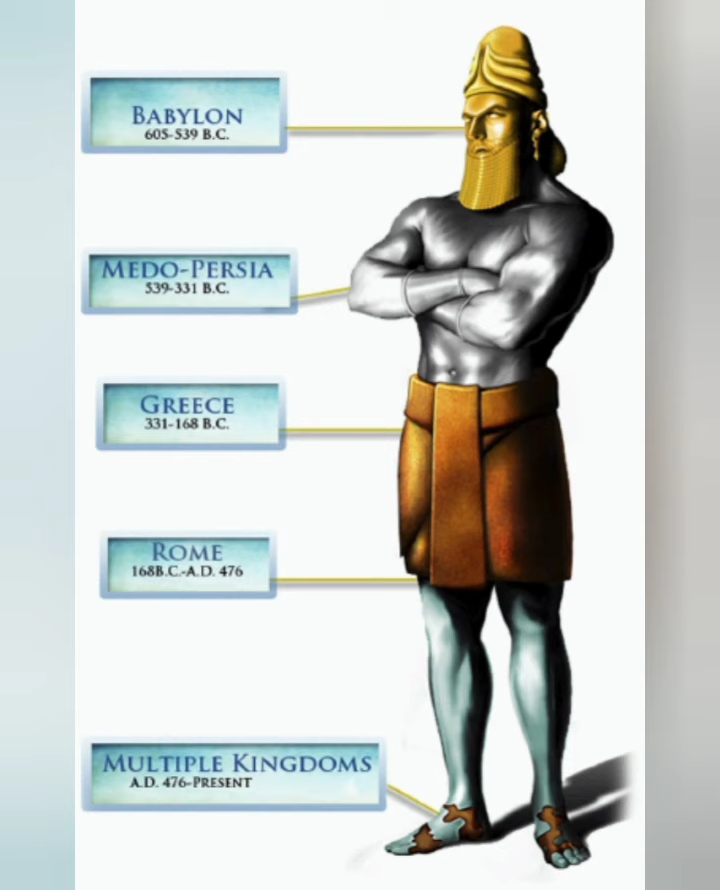 BABYLON
605-539 B.C.
MEDO-PERSIA
539-331 B.C.
GREECE
331-168 B.C.
ROME
168B.C.-A.D. 476
MULTIPLE KINGDOMS
A.D. 476-PRESENT